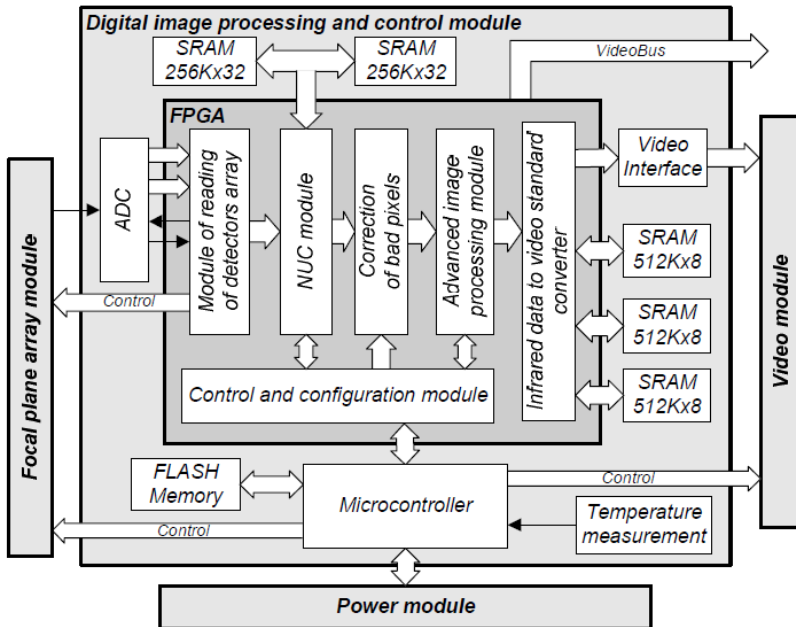 Digital image processing and control module
SRAM
256Kx32
SRAM
256Kx32
VideoBus
FPGA
Focal plane array module
ADC
Module of reading
of detectors array
NUC module
Correction
of bad pixels
Advanced image
processing module
Infrared data to video standard'
converter
Video
Interface
SRAM
512Kx8
SRAM
512Kx8
SRAM
512Kx8
Video module
Control
Control and configuration module
FLASH
Memory
Microcontroller
Control
Temperature
measurement
Control
Power module